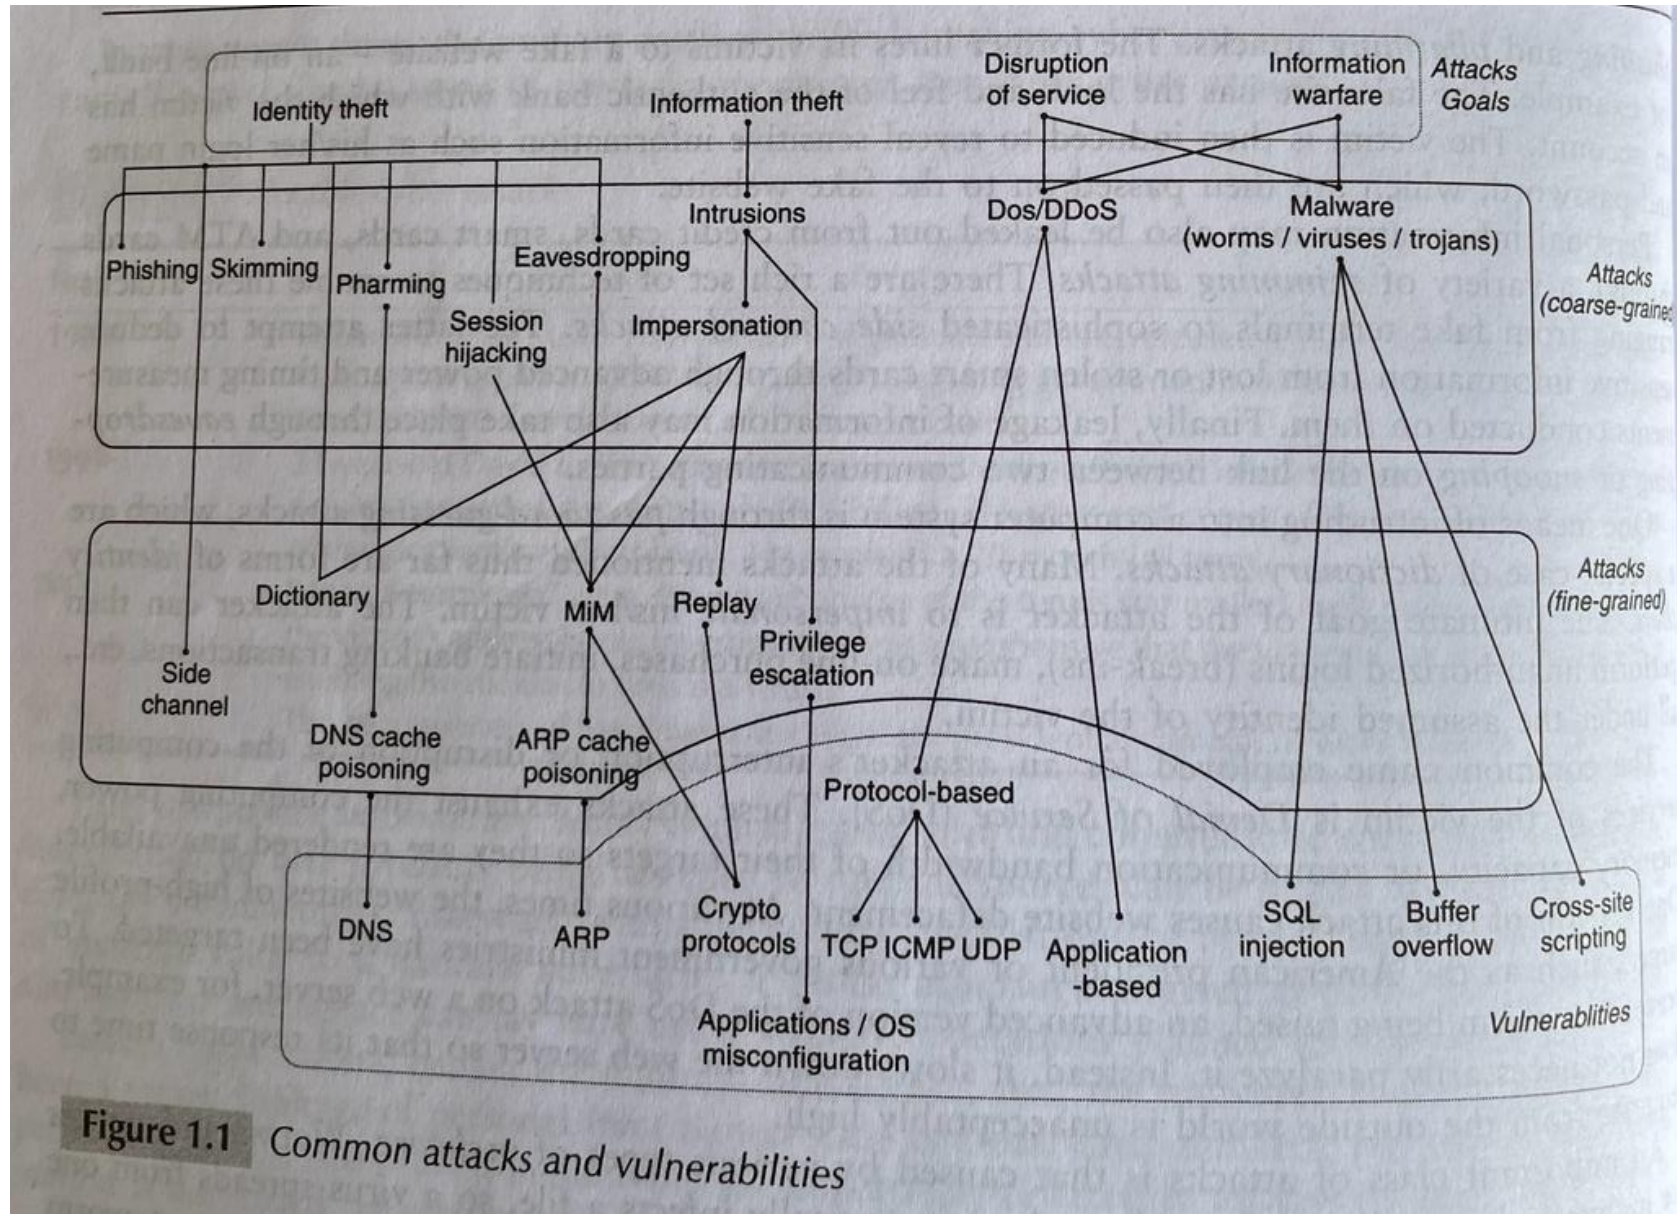 Identity theft
Information theft
Disruption
of service
Information
warfare
Attacks
Goals
Phishing
Skimming
Pharming
Session
hijacking
Eavesdropping
Intrusions
Impersonation
Dos/DDoS
Malware
(worms / viruses / trojans)
Attacks
(coarse-grained
Dictionary
MiM
Replay
Privilege
escalation
Side
channel
DNS cache
poisoning
ARP cache
poisoning
Protocol-based
Attacks
(fine-grained)
DNS
ARP
Crypto
protocols
TCP ICMP UDP
Application
-based
SQL
injection
Buffer
overflow
Cross-site
scripting
Applications / OS
misconfiguration
Vulnerablities
Figure 1.1 Common attacks and vulnerabilities